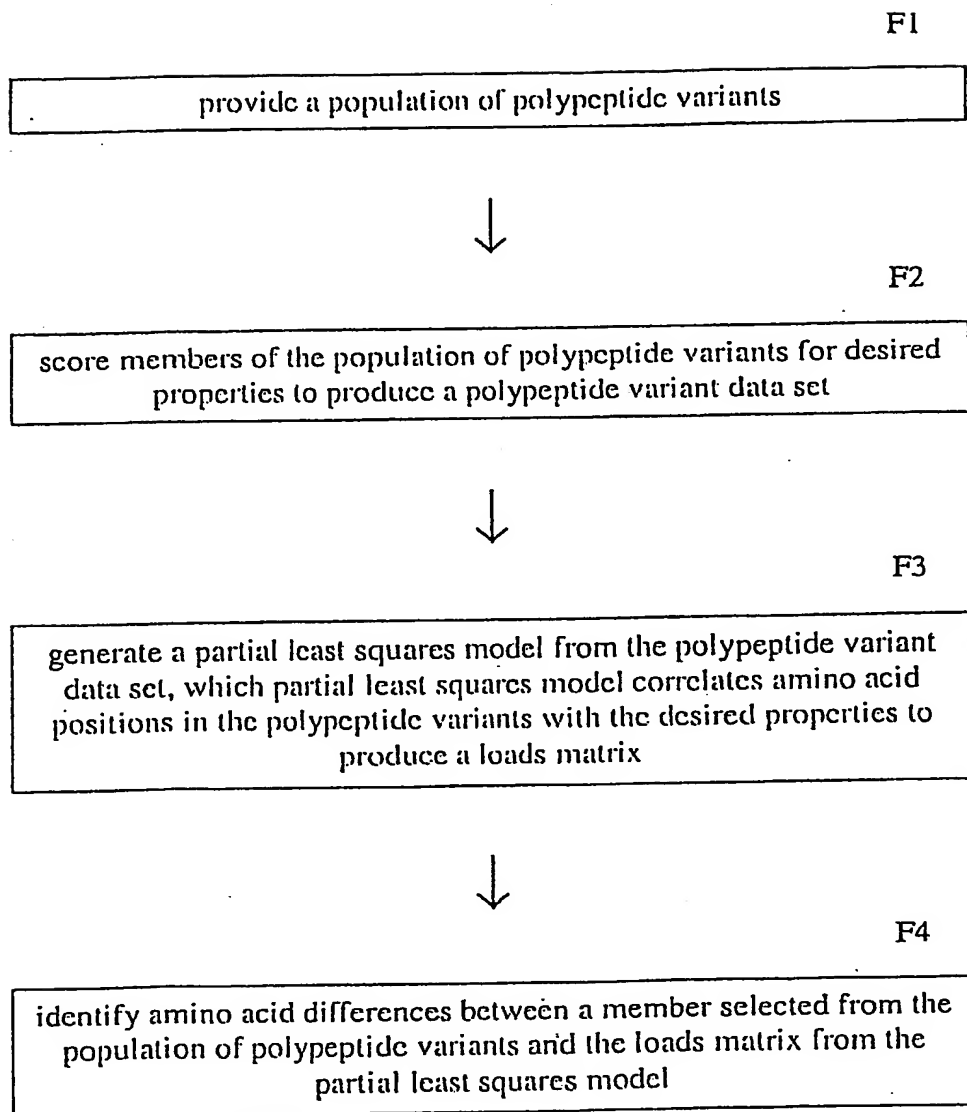 F1
provide a population of polypeptide variants
F2
score members of the population of polypeptide variants for desired
properties to produce a polypeptide variant data set
F3
generate a partial least squares model from the polypeptide variant
data set, which partial least squares model correlates amino acid
positions in the polypeptide variants with the desired properties to
produce a loads matrix
F4
identify amino acid differences between a member selected from the
population of polypeptide variants and the loads matrix from the
partial least squares model